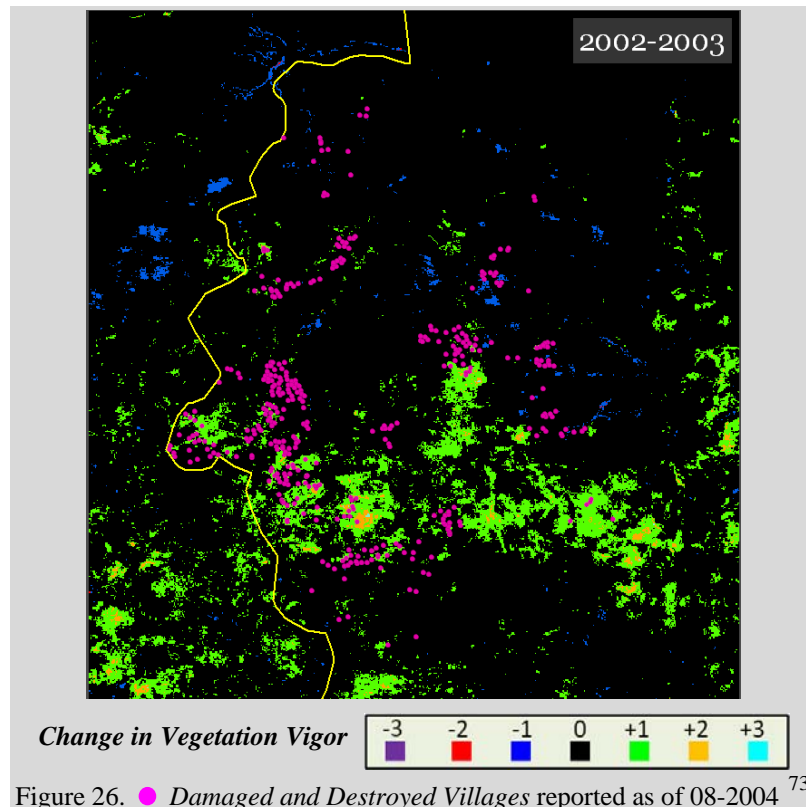 2002-2003
Change in Vegetation Vigor
-3 -2 -1 0 +1 +2 +3
Figure 26. Damaged and Destroyed Villages reported as of 08-2004 73